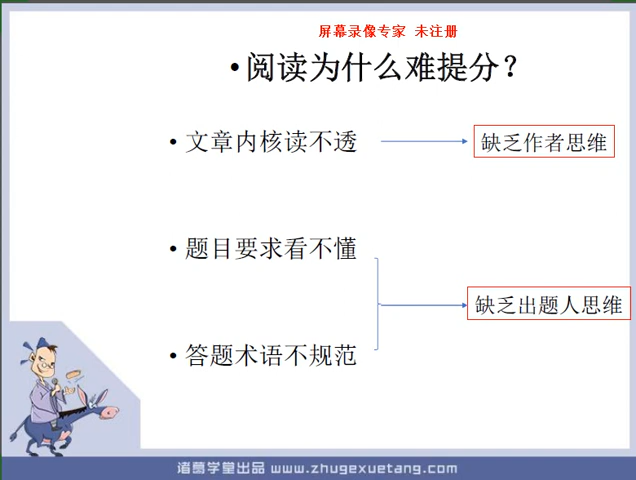 屏幕录像专家 未注册
•阅读为什么难提分？
• 文章内核读不透
缺乏作者思维
• 题目要求看不懂
缺乏出题人思维
• 答题术语不规范
诸葛学堂出品 www.zhugexuetang.com